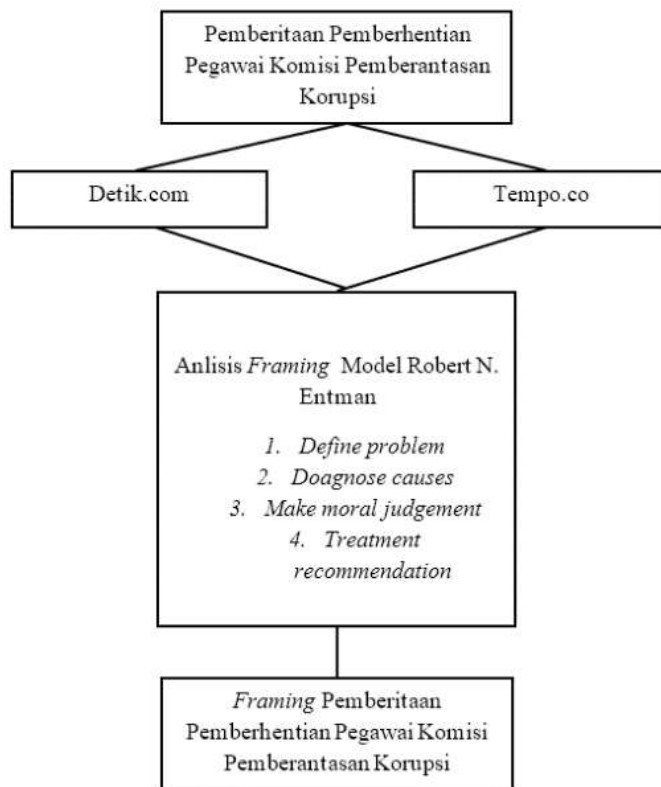 Pemberitaan Pemberhentian
Pegawai Komisi Pemberantasan
Korupsi
Detik.com
Tempo.co
Anlisis Framing Model Robert N.
Entman
1. Define problem
2. Doagnose causes
3. Make moral judgement
4. Treatment
recommendation
Framing Pemberitaan
Pemberhentian Pegawai Komisi
Pemberantasan Korupsi